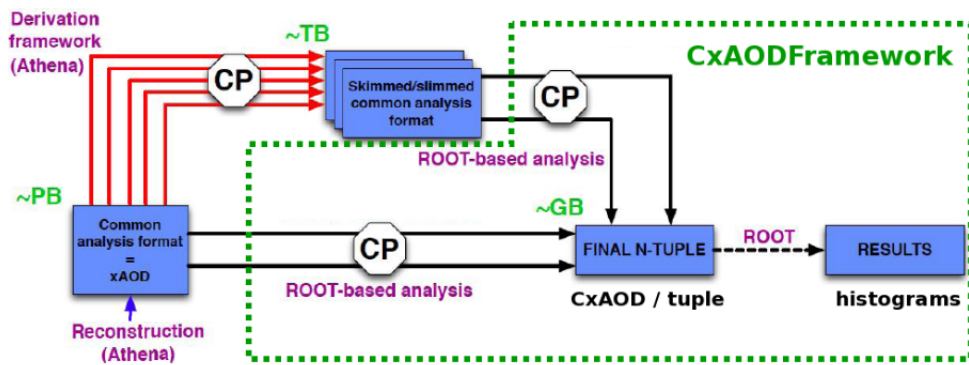 Derivation
framework
(Athena)
~TB
CP
Skimmed/slimmed
common analysis
format
CP
CxAODFramework
ROOT-based analysis
~PB
Common
analysis format
=
xAOD
CP
ROOT-based analysis
~GB
FINAL N-TUPLE
ROOT
RESULTS
CxAOD / tuple
histograms
Reconstruction
(Athena)